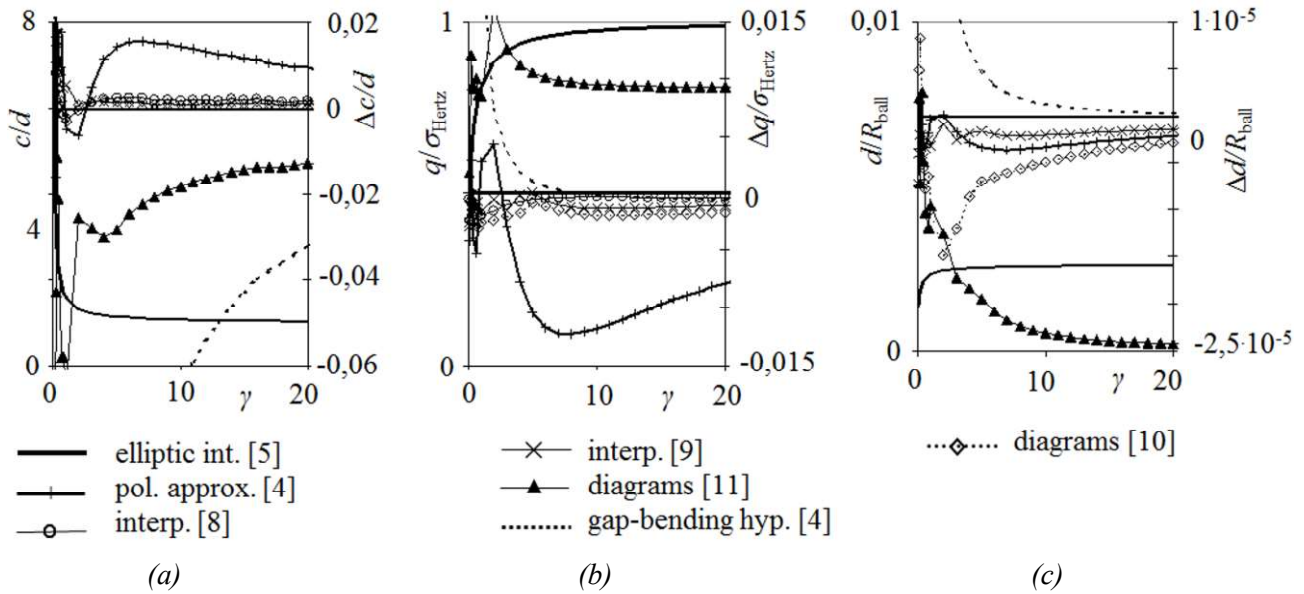 c/d
8
4
0
0
10
γ
20
0,02
0
-0,02
-0,04
-0,06
Δc/d
q/σHertz
1
0
0
10
γ
20
0,015
0
-0,015
Δq/σHertz
d/Rball
0,01
0
0
10
γ
20
1·10-5
0
-2,5·10-5
Δd/Rball
elliptic int. [5]
pol. approx. [4]
interp. [8]
interp. [9]
diagrams [11]
gap-bending hyp. [4]
diagrams [10]
(a)
(b)
(c)